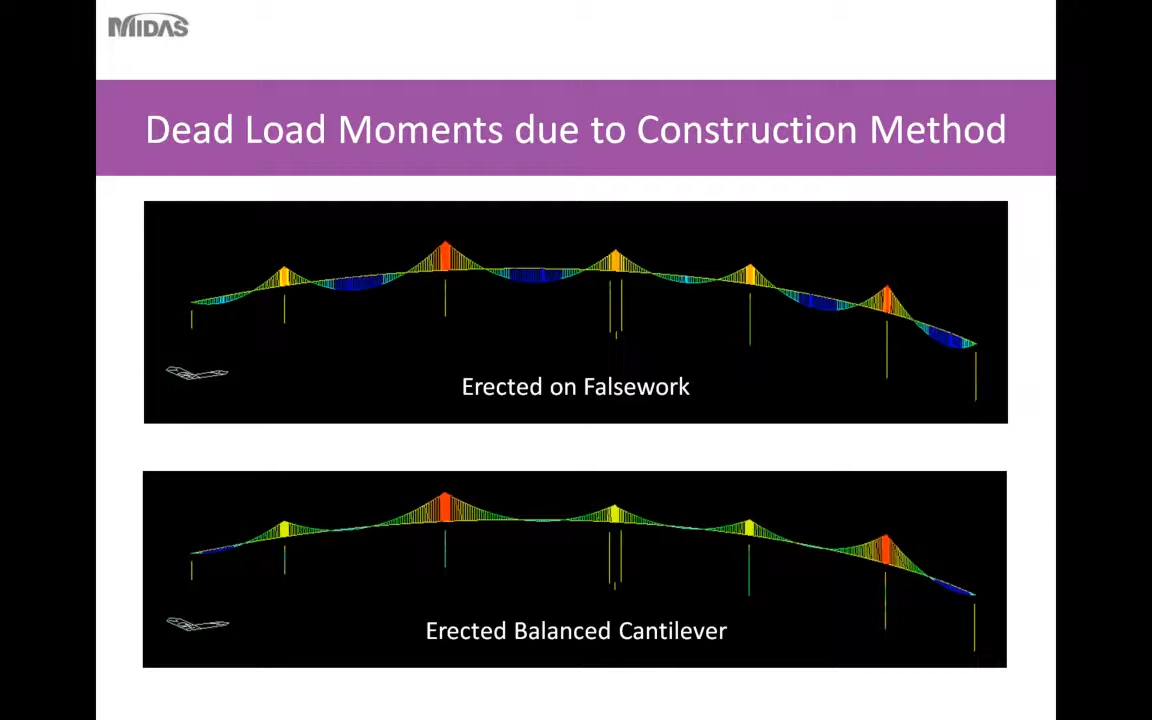 MIDAS
Dead Load Moments due to Construction Method
Erected on Falsework
Erected Balanced Cantilever